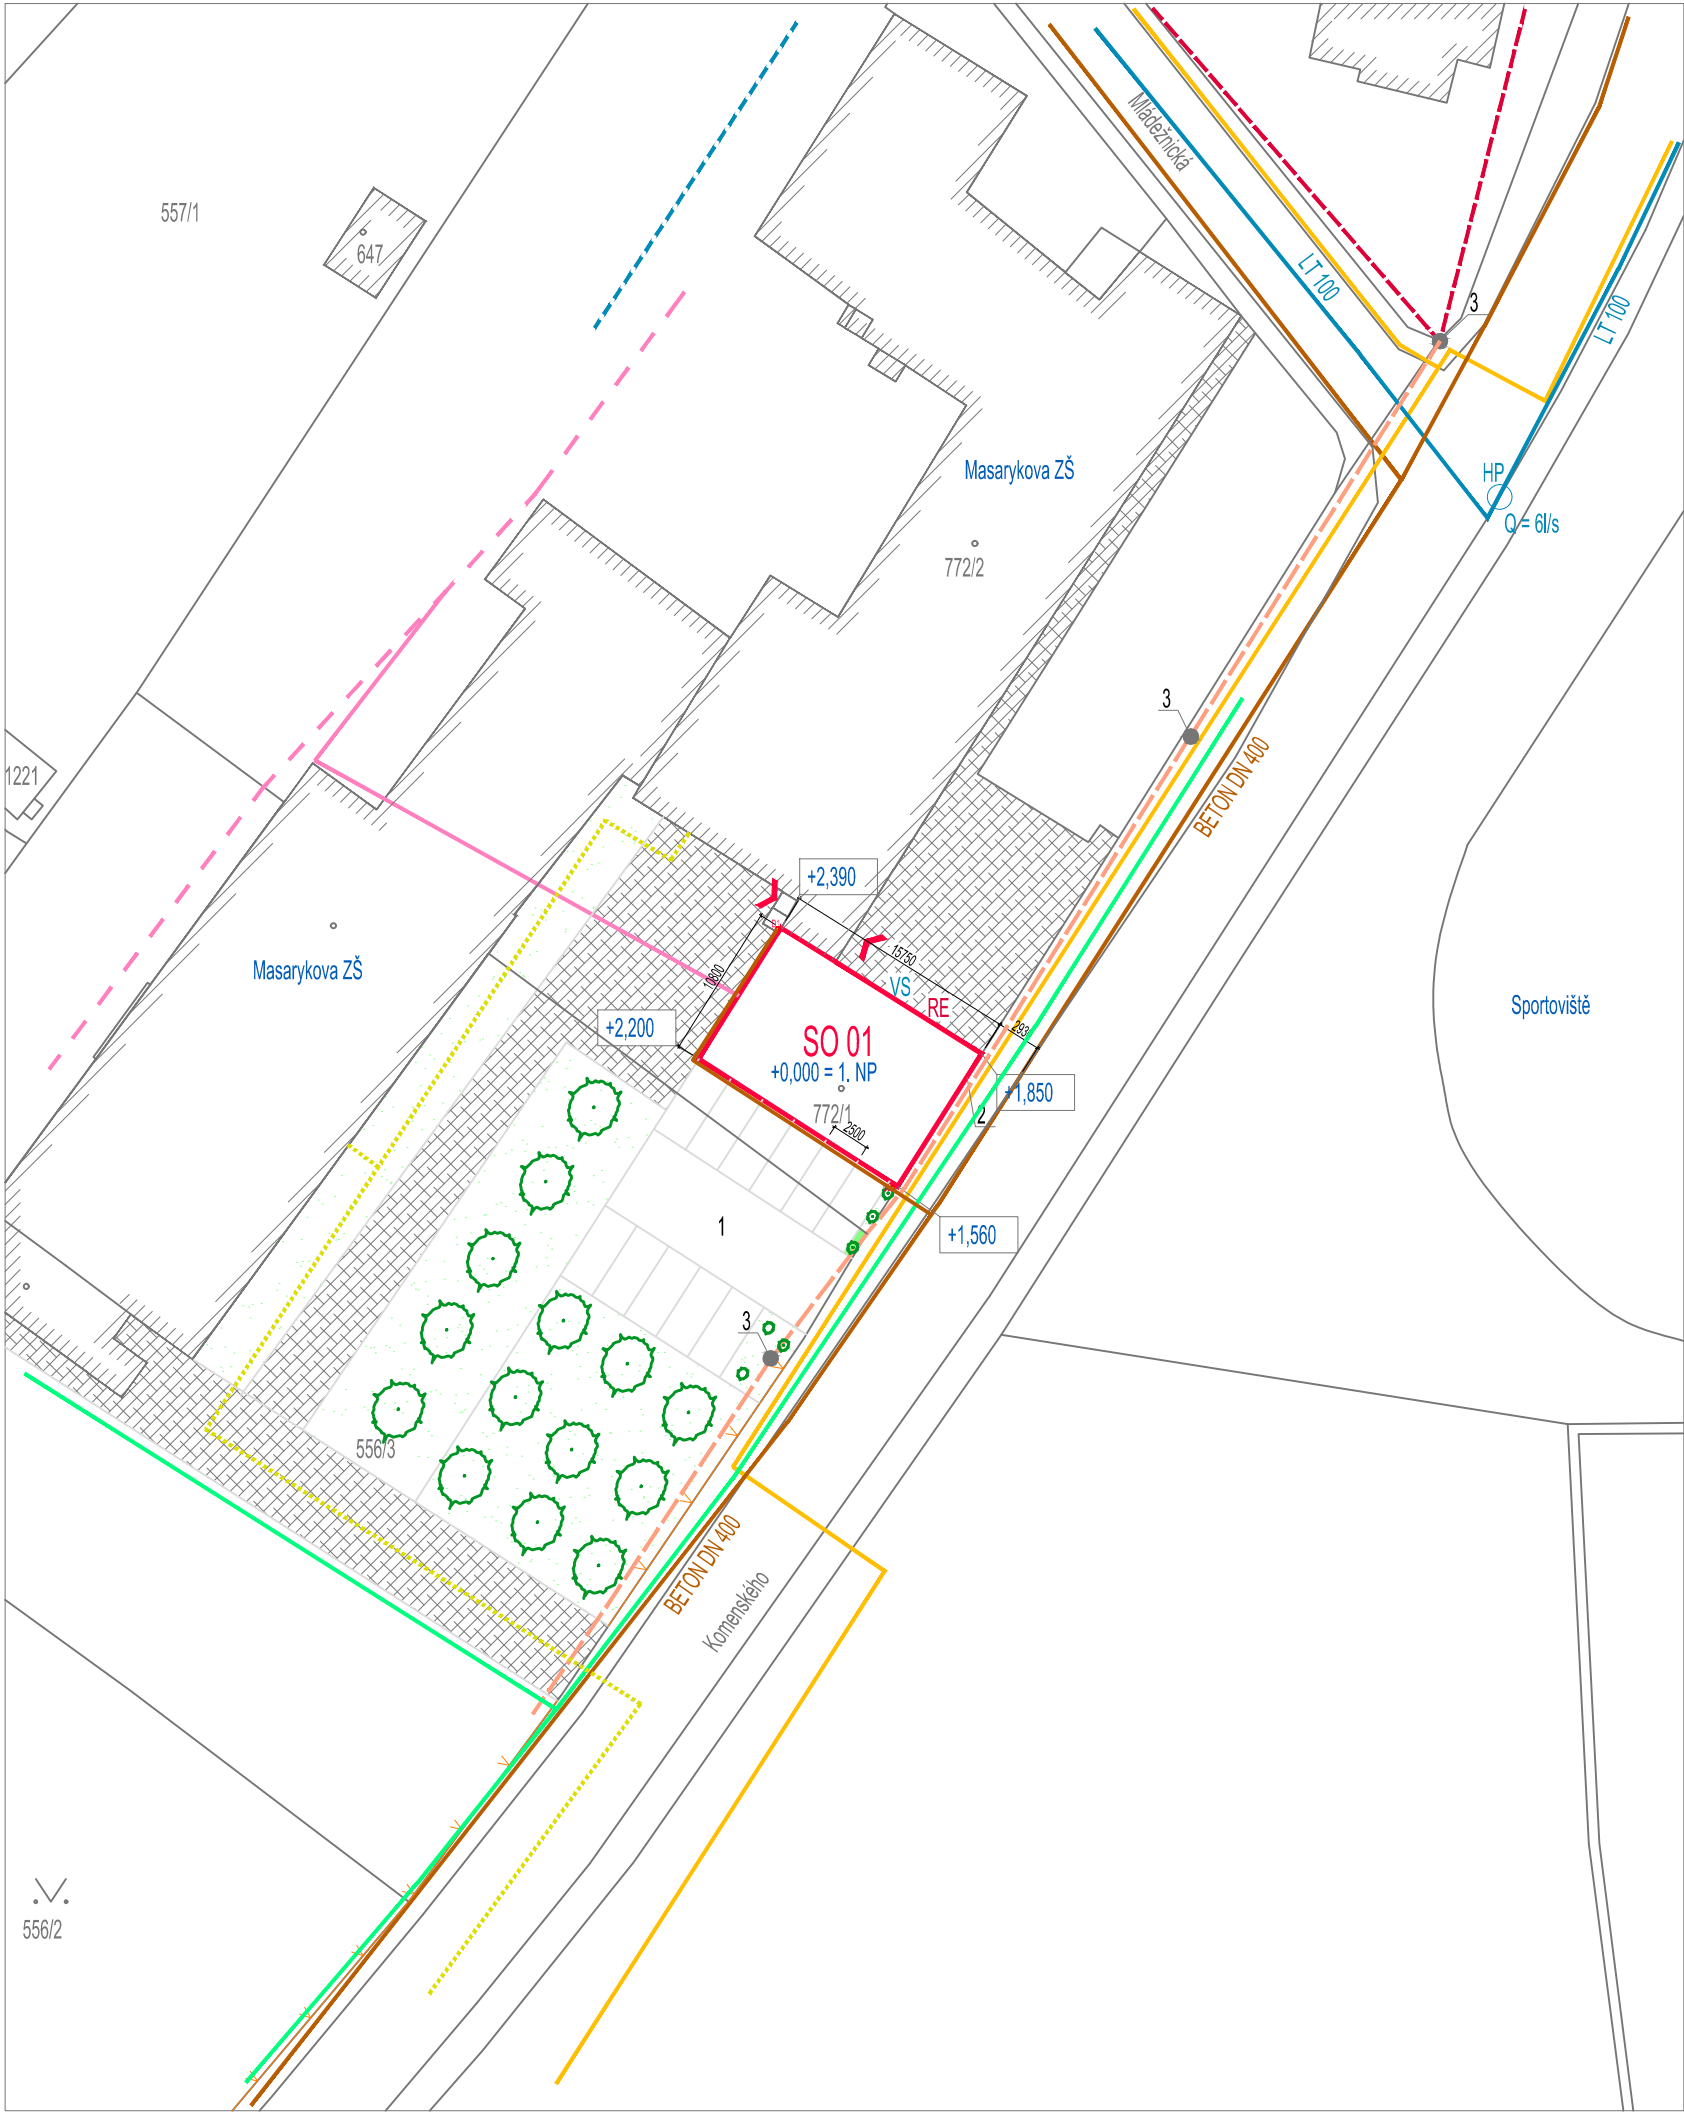 Mládežnická
557/1
647
LT 100
3
LT 100
Masarykova ZŠ
HP
Q = 6l/s
772/2
3
BETON DN 400
1221
+2,390
15750
10800
VS
RE
Masarykova ZŠ
Sportoviště
+2,200
293
SO 01
+0,000 = 1. NP
+1,850
772/1
2
2500
1
+1,560
3
556/3
BETON DN 400
Komenského
556/2